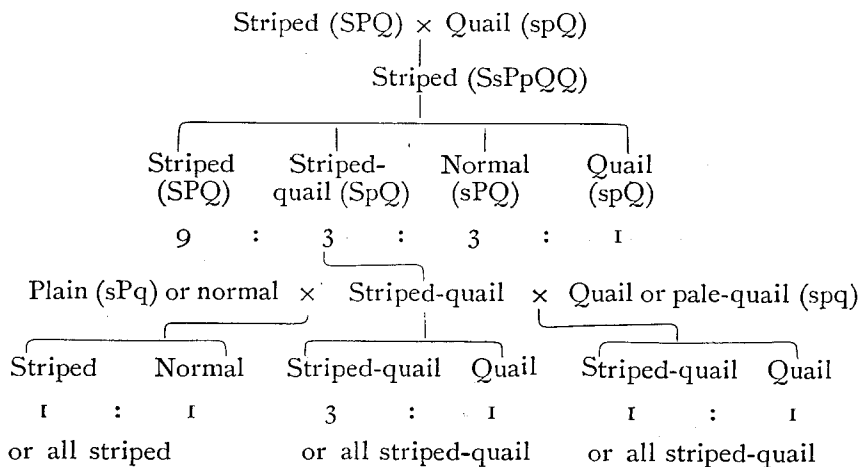 Striped (SPQ) × Quail (spQ)
Striped (SsPpQQ)
Striped Striped- Normal Quail
(SPQ) quail (SpQ) (sPQ) (spQ)
9 : 3 : 3 : 1
Plain (sPq) or normal × Striped-quail × Quail or pale-quail (spq)
Striped Normal Striped-quail Quail Striped-quail Quail
1 : 1 3 : 1 1 : 1
or all striped or all striped-quail or all striped-quail